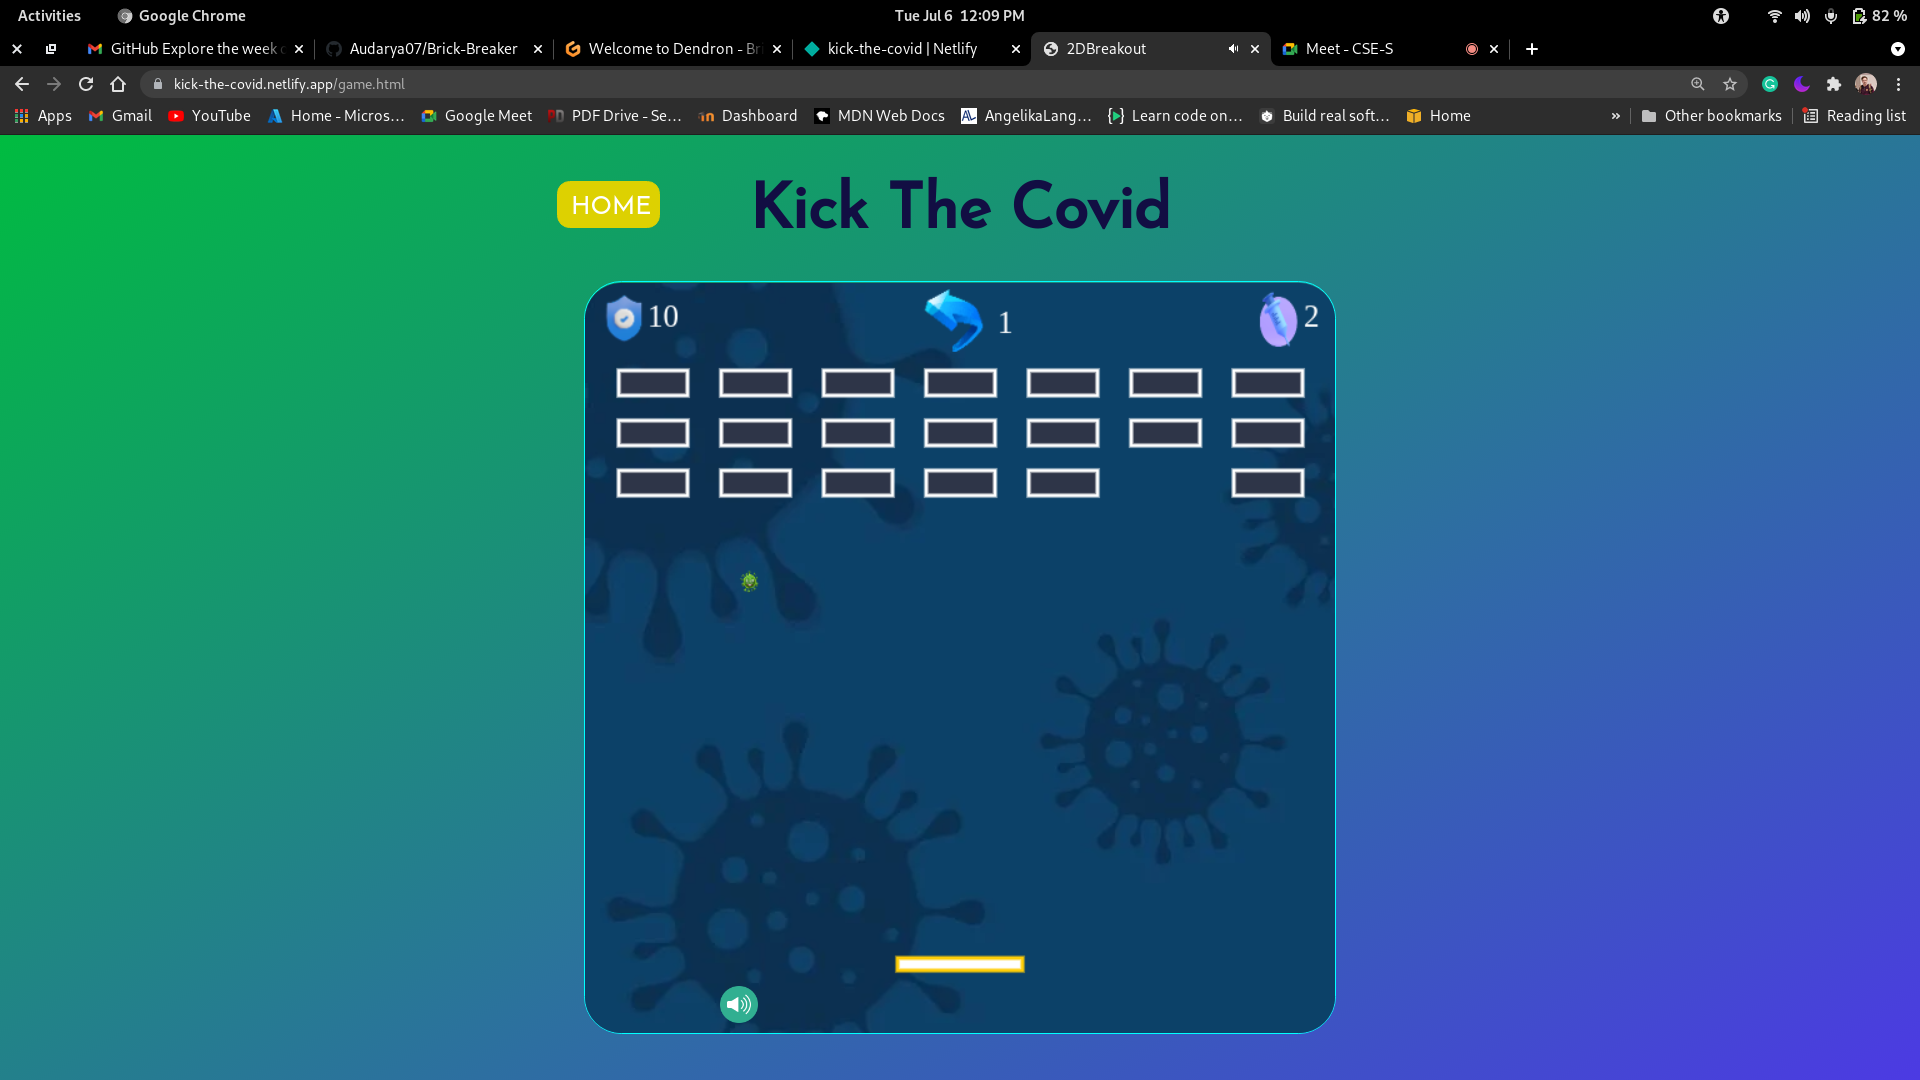 Activities Google Chrome Tue Jul 6 12:09 PM 82 %
GitHub Explore the week Audarya07/Brick-Breaker Welcome to Dendron - Bri kick-the-covid | Netlify 2DBreakout Meet - CSE-S
kick-the-covid.netlify.app/game.html
Apps Gmail YouTube Home - Micros... Google Meet PDF Drive - Se... Dashboard MDN Web Docs AngelikaLang... Learn code on... Build real soft... Home » Other bookmarks Reading list
HOME Kick The Covid
10 1 2